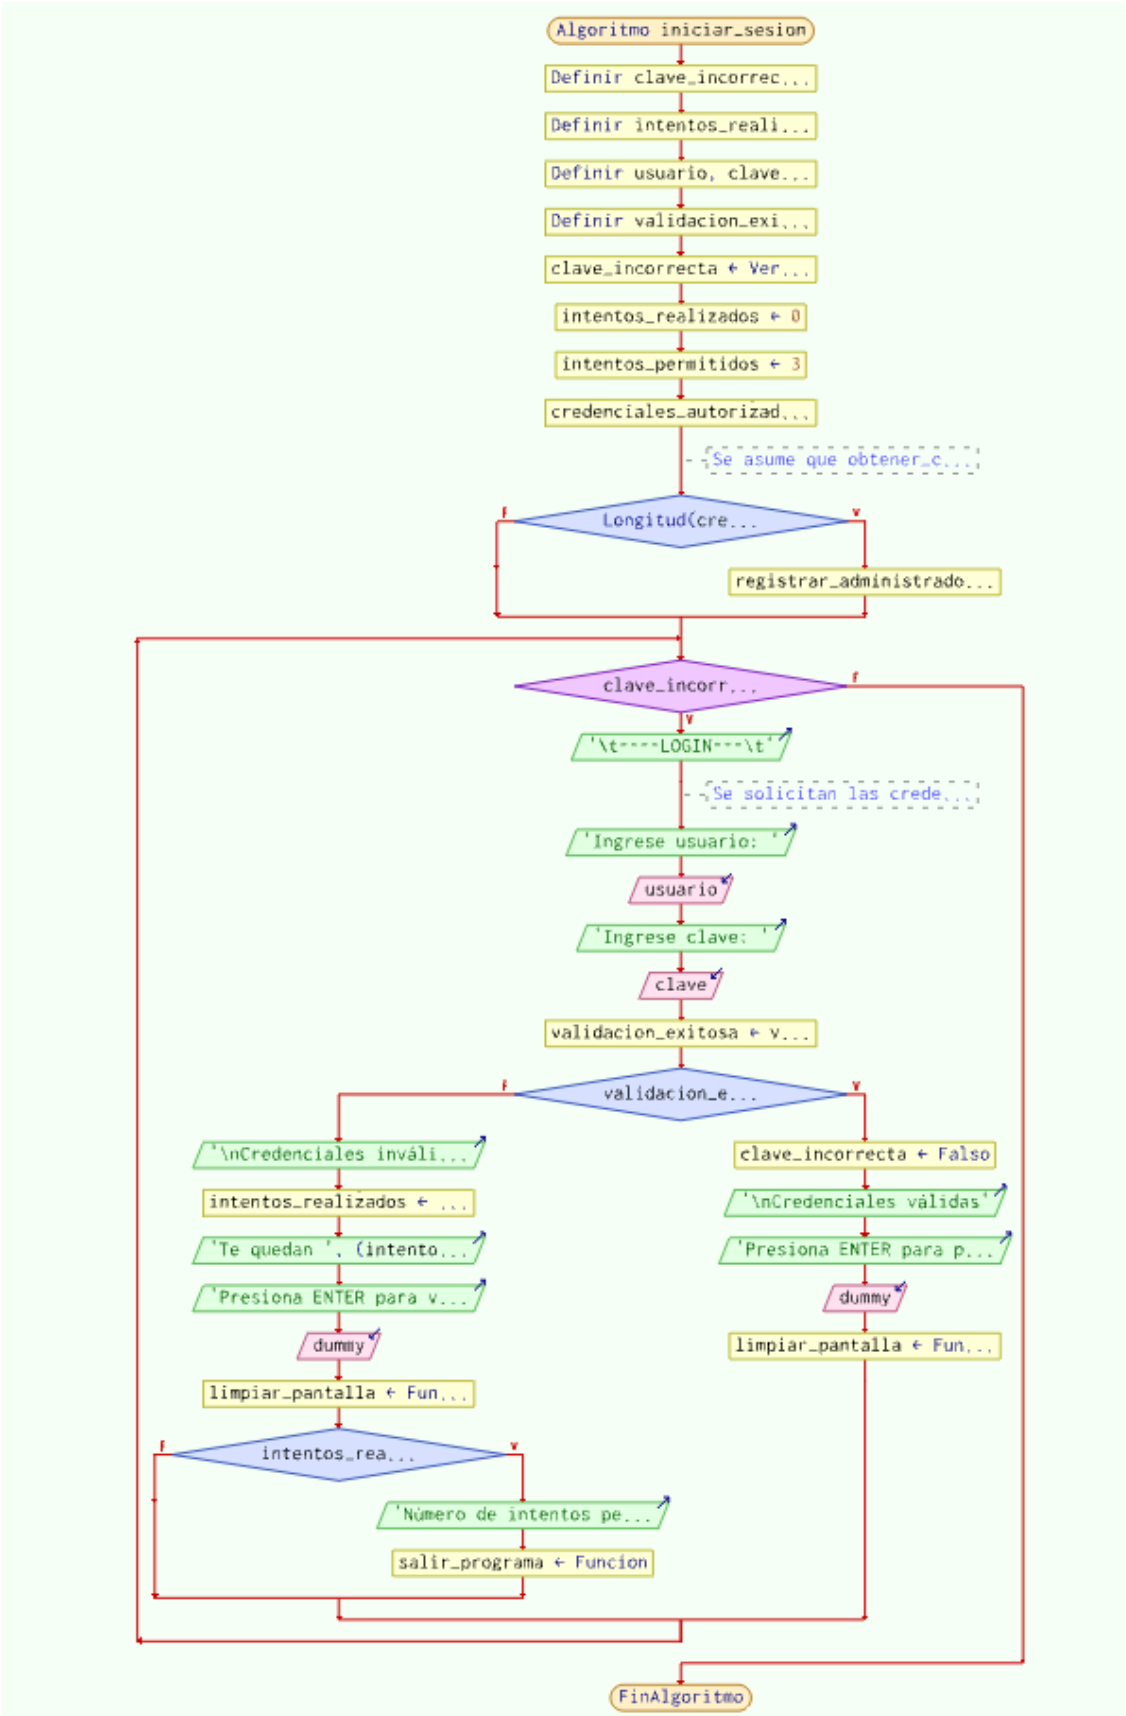 Algoritmo iniciar_sesion
Definir clave_incorrec...
Definir intentos_reali...
Definir usuario, clave...
Definir validacion_exi...
clave_incorrecta ← Ver...
intentos_realizados ← 0
intentos_permitidos ← 3
credenciales_autorizad...
Se asume que obtener_c...
F
Longitud(cre...
V
registrar_administrado...
clave_incorr...
F
V
'\t----LOGIN---\t'
Se solicitan las crede...
'Ingrese usuario: '
usuario
'Ingrese clave: '
clave
validacion_exitosa ← v...
F
validacion_e...
V
'\nCredenciales inváli...
clave_incorrecta ← Falso
intentos_realizados ← ...
'\nCredenciales válidas'
'Te quedan ', (intento...
'Presiona ENTER para p...
'Presiona ENTER para v...
dummy
dummy
limpiar_pantalla ← Fun...
limpiar_pantalla ← Fun...
F
intentos_rea...
V
'Número de intentos pe...
salir_programa ← Funcion
FinAlgoritmo